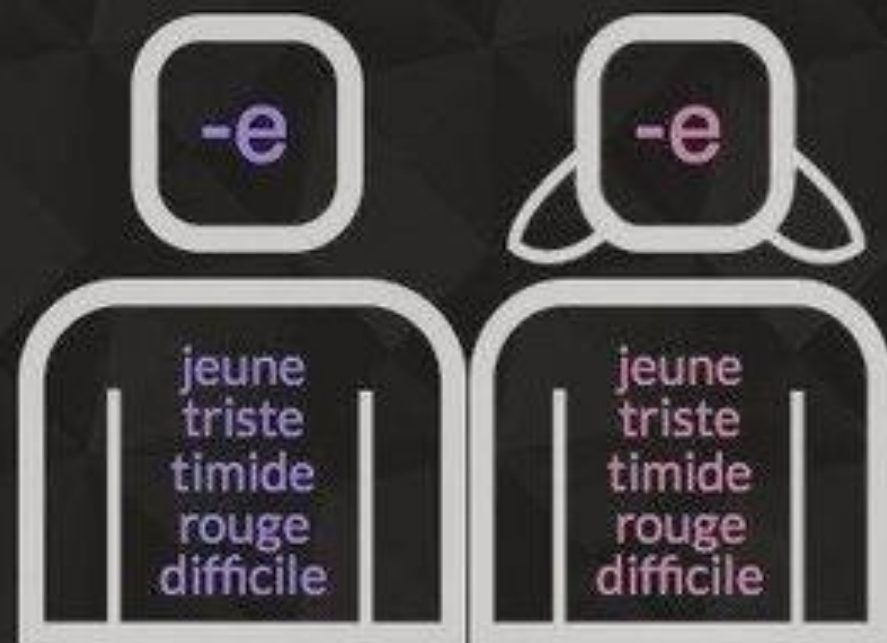 -e
jeune
triste
timide
rouge
difficile
-e
jeune
triste
timide
rouge
difficile